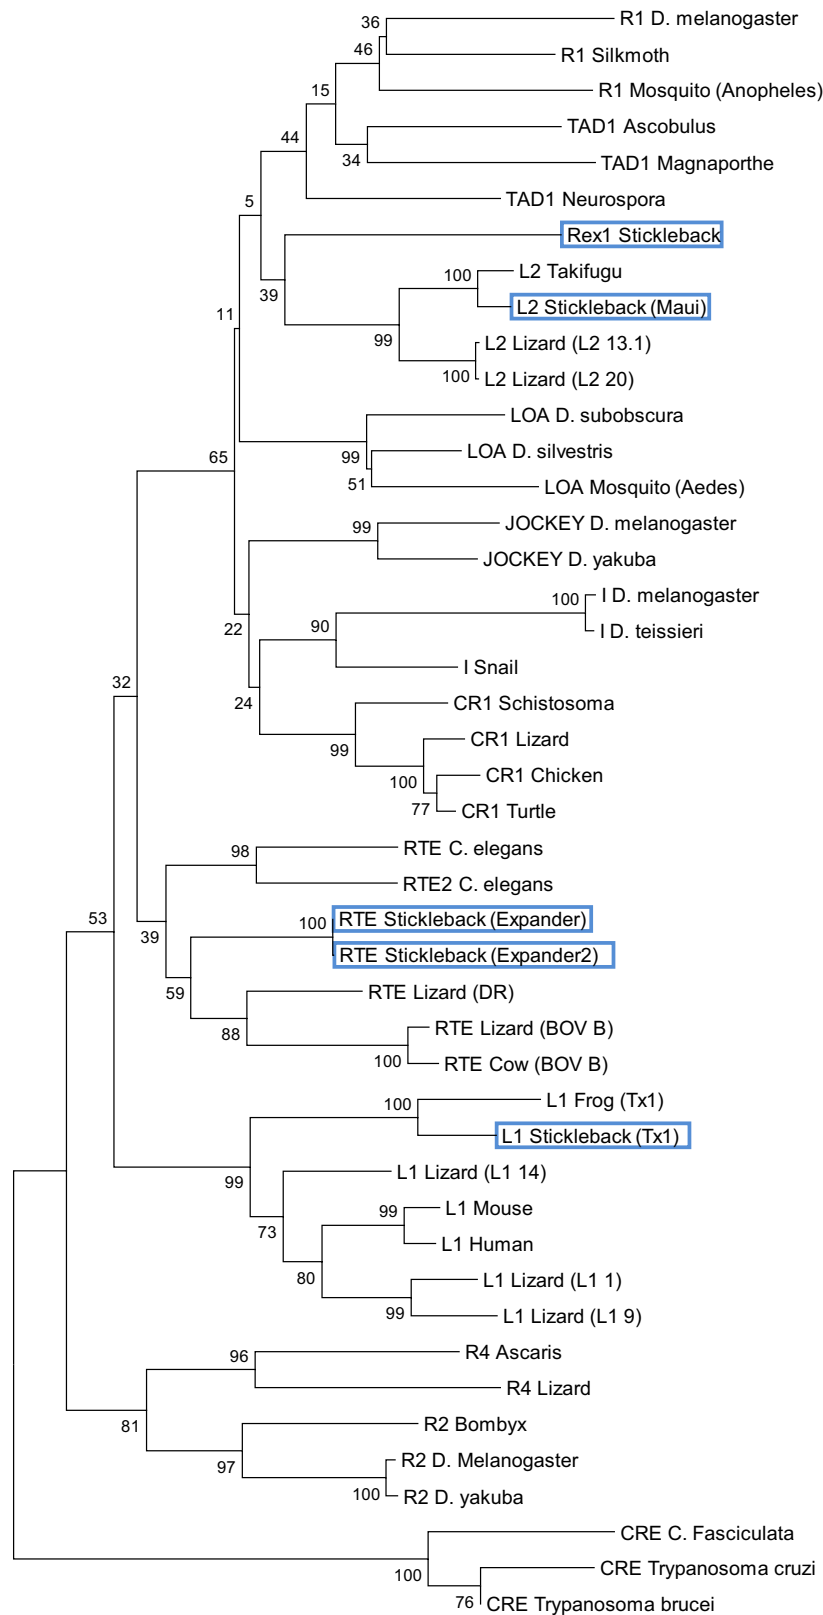 36
R1 D. melanogaster
46
R1 Silkmoth
15
R1 Mosquito (Anopheles)
TAD1 Ascobulus
44
34
TAD1 Magnaporthe
5
TAD1 Neurospora
Rex1 Stickleback
39
100
L2 Takifugu
11
L2 Stickleback (Maui)
99
L2 Lizard (L2 13.1)
100
L2 Lizard (L2 20)
LOA D. subobscura
65
99
LOA D. silvestris
51
LOA Mosquito (Aedes)
99
JOCKEY D. melanogaster
JOCKEY D. yakuba
22
100
I D. melanogaster
90
I D. teissieri
I Snail
32
24
CR1 Schistosoma
99
CR1 Lizard
100
CR1 Chicken
77
CR1 Turtle
98
RTE C. elegans
RTE2 C. elegans
53
39
100
RTE Stickleback (Expander)
RTE Stickleback (Expander2)
59
RTE Lizard (DR)
88
RTE Lizard (BOV B)
100
RTE Cow (BOV B)
100
L1 Frog (Tx1)
L1 Stickleback (Tx1)
99
L1 Lizard (L1 14)
73
99
L1 Mouse
L1 Human
80
L1 Lizard (L1 1)
99
L1 Lizard (L1 9)
96
R4 Ascaris
R4 Lizard
81
R2 Bombyx
97
R2 D. Melanogaster
100
R2 D. yakuba
CRE C. Fasciculata
100
CRE Trypanosoma cruzi
76
CRE Trypanosoma brucei